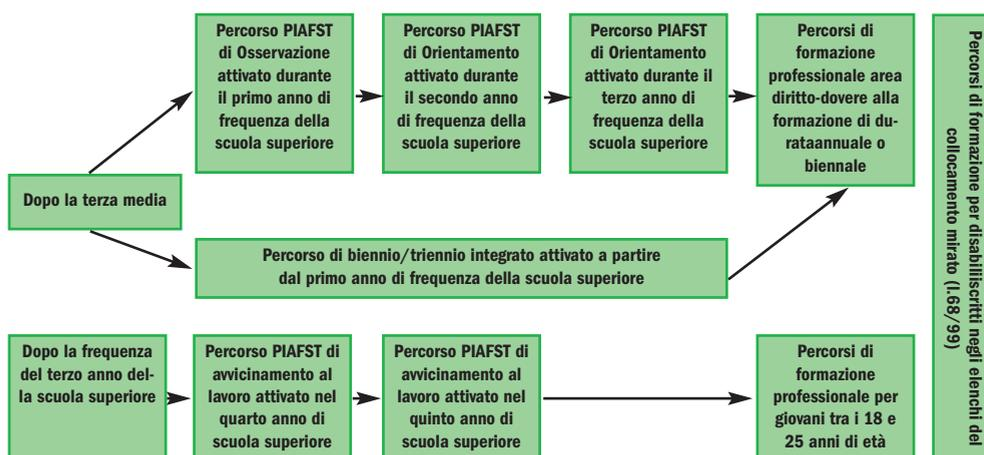 Percorso PIAFST
di Osservazione
attivato durante
il primo anno di
frequenza della
scuola superiore
Percorso PIAFST
di Orientamento
attivato durante
il secondo anno
di frequenza della
scuola superiore
Percorso PIAFST
di Orientamento
attivato durante il
terzo anno di
frequenza della
scuola superiore
Percorsi di
formazione
professionale area
diritto-dovere alla
formazione di du-
rataannuale o
biennale
Dopo la terza media
Percorso di biennio/triennio integrato attivato a partire
dal primo anno di frequenza della scuola superiore
Dopo la frequenza
del terzo anno del-
la scuola superiore
Percorso PIAFST di
avvicinamento al
lavoro attivato nel
quarto anno di
scuola superiore
Percorso PIAFST di
avvicinamento al
lavoro attivato nel
quinto anno di
scuola superiore
Percorsi di
formazione
professionale per
giovani tra i 18 e
25 anni di età
Percorsi di formazione per disabiliiscritti negli elenchi del
collocamento mirato (l.68/99)